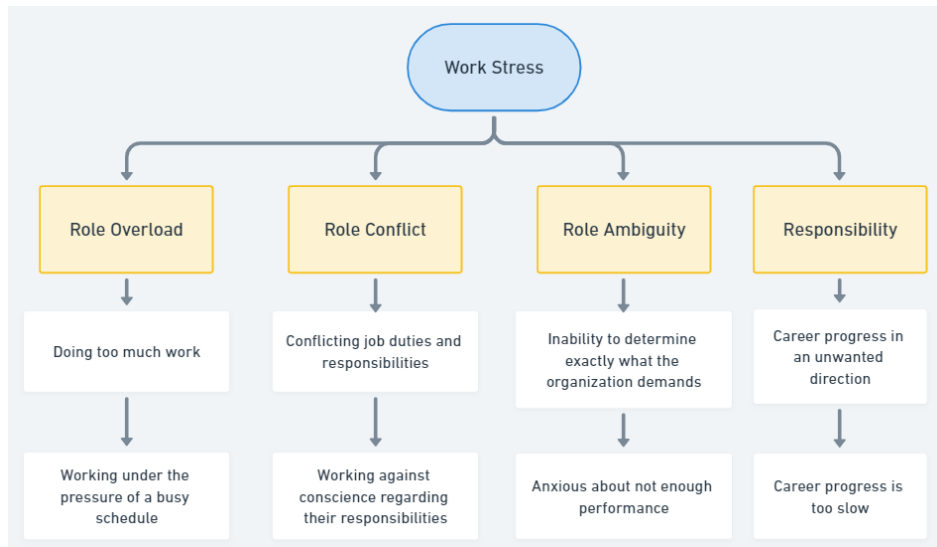 Work Stress
Role Overload
Role Conflict
Role Ambiguity
Responsibility
Doing too much work
Conflicting job duties and
responsibilities
Inability to determine
exactly what the
organization demands
Career progress in
an unwanted
direction
Working under the
pressure of a busy
schedule
Working against
conscience regarding
their responsibilities
Anxious about not enough
performance
Career progress is
too slow